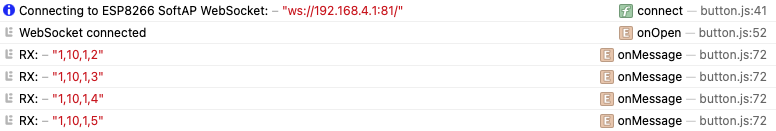 Connecting to ESP8266 SoftAP WebSocket: – "ws://192.168.4.1:81/" f connect — button.js:41
WebSocket connected E onOpen — button.js:52
RX: – "1,10,1,2" E onMessage — button.js:72
RX: – "1,10,1,3" E onMessage — button.js:72
RX: – "1,10,1,4" E onMessage — button.js:72
RX: – "1,10,1,5" E onMessage — button.js:72